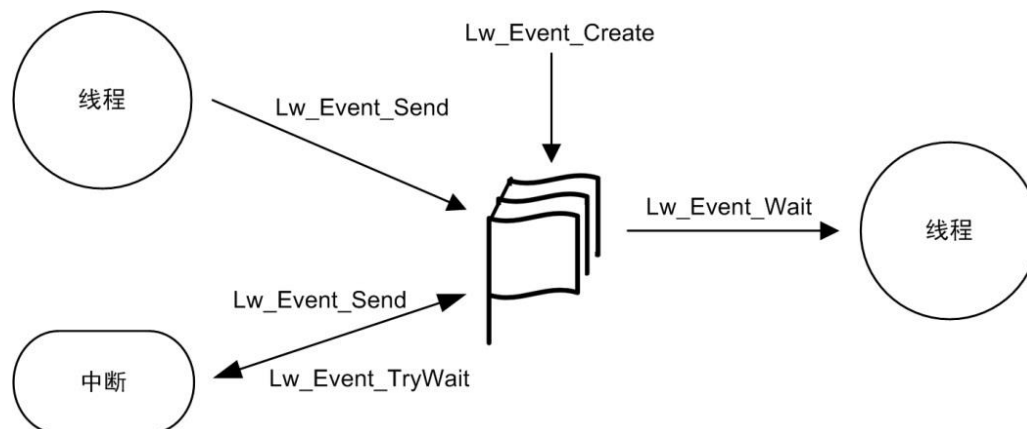 Lw_Event_Create
线程
Lw_Event_Send
Lw_Event_Wait
线程
Lw_Event_Send
中断
Lw_Event_TryWait